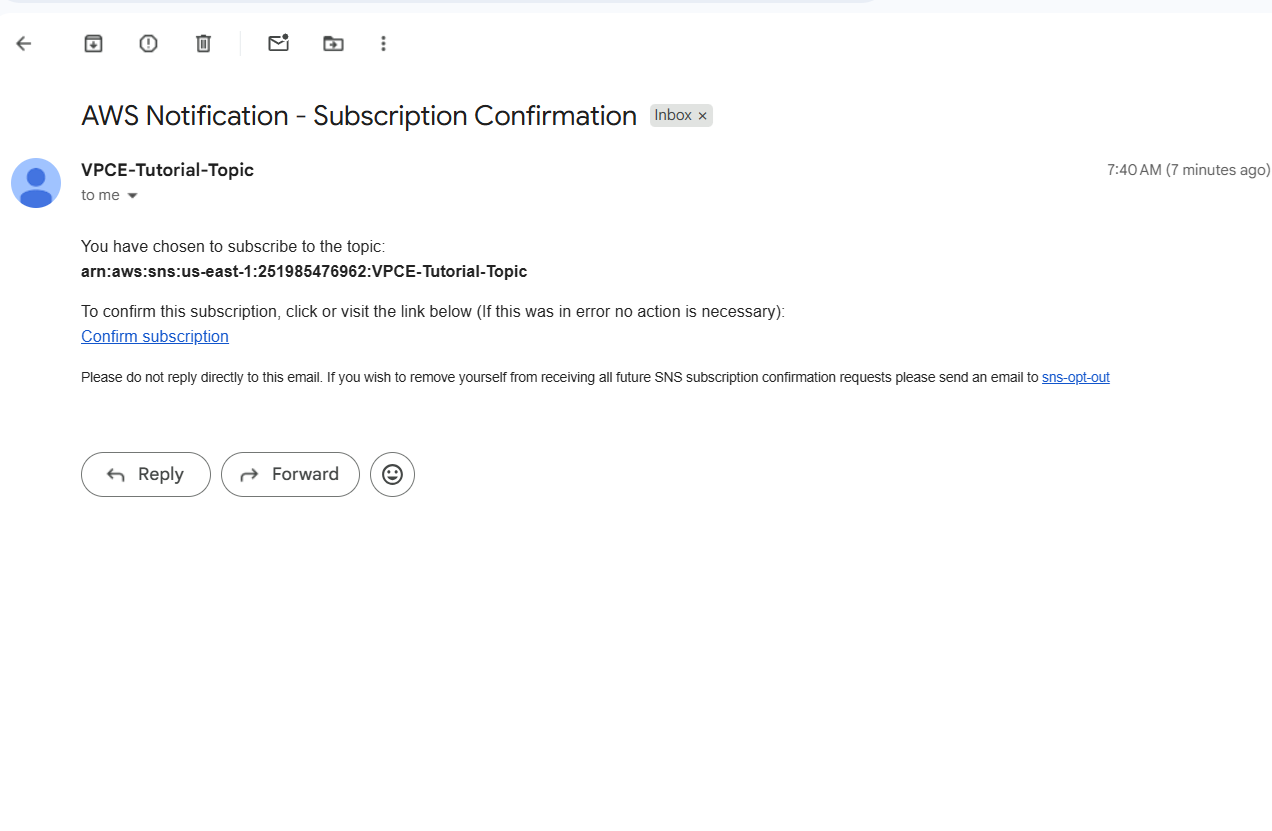 AWS Notification - Subscription Confirmation Inbox ×
VPCE-Tutorial-Topic 7:40 AM (7 minutes ago)
to me
You have chosen to subscribe to the topic:
arn:aws:sns:us-east-1:251985476962:VPCE-Tutorial-Topic
To confirm this subscription, click or visit the link below (If this was in error no action is necessary):
Confirm subscription
Please do not reply directly to this email. If you wish to remove yourself from receiving all future SNS subscription confirmation requests please send an email to sns-opt-out
Reply Forward